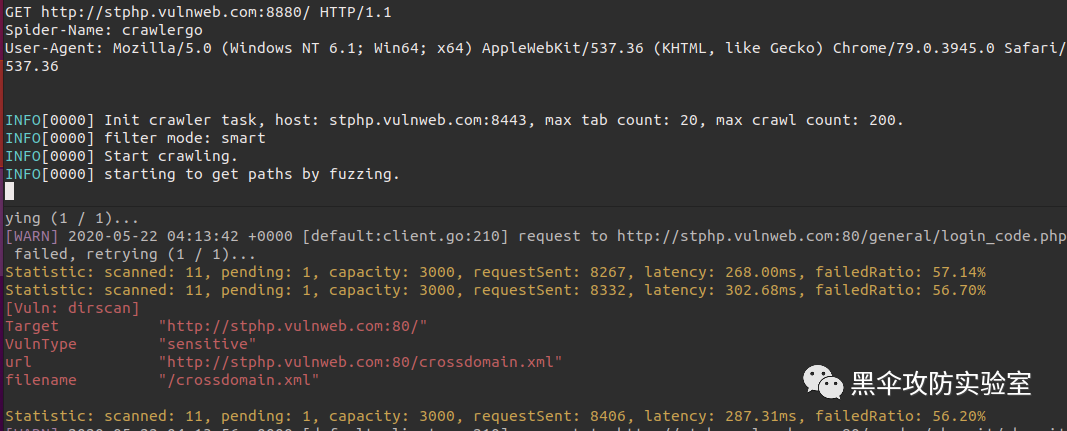 GET http://stphp.vulnweb.com:8880/ HTTP/1.1
Spider-Name: crawlergo
User-Agent: Mozilla/5.0 (Windows NT 6.1; Win64; x64) AppleWebKit/537.36 (KHTML, like Gecko) Chrome/79.0.3945.0 Safari/
537.36
INFO[0000] Init crawler task, host: stphp.vulnweb.com:8443, max tab count: 20, max crawl count: 200.
INFO[0000] filter mode: smart
INFO[0000] Start crawling.
INFO[0000] starting to get paths by fuzzing.
ying (1 / 1)...
[WARN] 2020-05-22 04:13:42 +0000 [default:client.go:210] request to http://stphp.vulnweb.com:80/general/login_code.php
failed, retrying (1 / 1)...
Statistic: scanned: 11, pending: 1, capacity: 3000, requestSent: 8267, latency: 268.00ms, failedRatio: 57.14%
Statistic: scanned: 11, pending: 1, capacity: 3000, requestSent: 8332, latency: 302.68ms, failedRatio: 56.70%
[Vuln: dirscan]
Target "http://stphp.vulnweb.com:80/"
VulnType "sensitive"
url "http://stphp.vulnweb.com:80/crossdomain.xml"
filename "/crossdomain.xml"
黑伞攻防实验室
Statistic: scanned: 11, pending: 1, capacity: 3000, requestSent: 8406, latency: 287.31ms, failedRatio: 56.20%